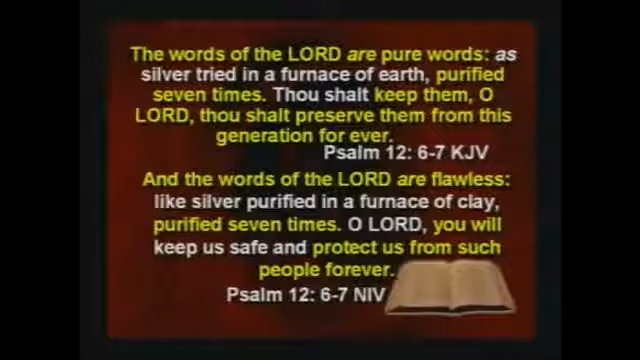 The words of the LORD are pure words: as
silver tried in a furnace of earth, purified
seven times. Thou shalt keep them, O
LORD, thou shalt preserve them from this
generation for ever.
Psalm 12: 6-7 KJV
And the words of the LORD are flawless:
like silver purified in a furnace of clay,
purified seven times. O LORD, you will
keep us safe and protect us from such
people forever.
Psalm 12: 6-7 NIV